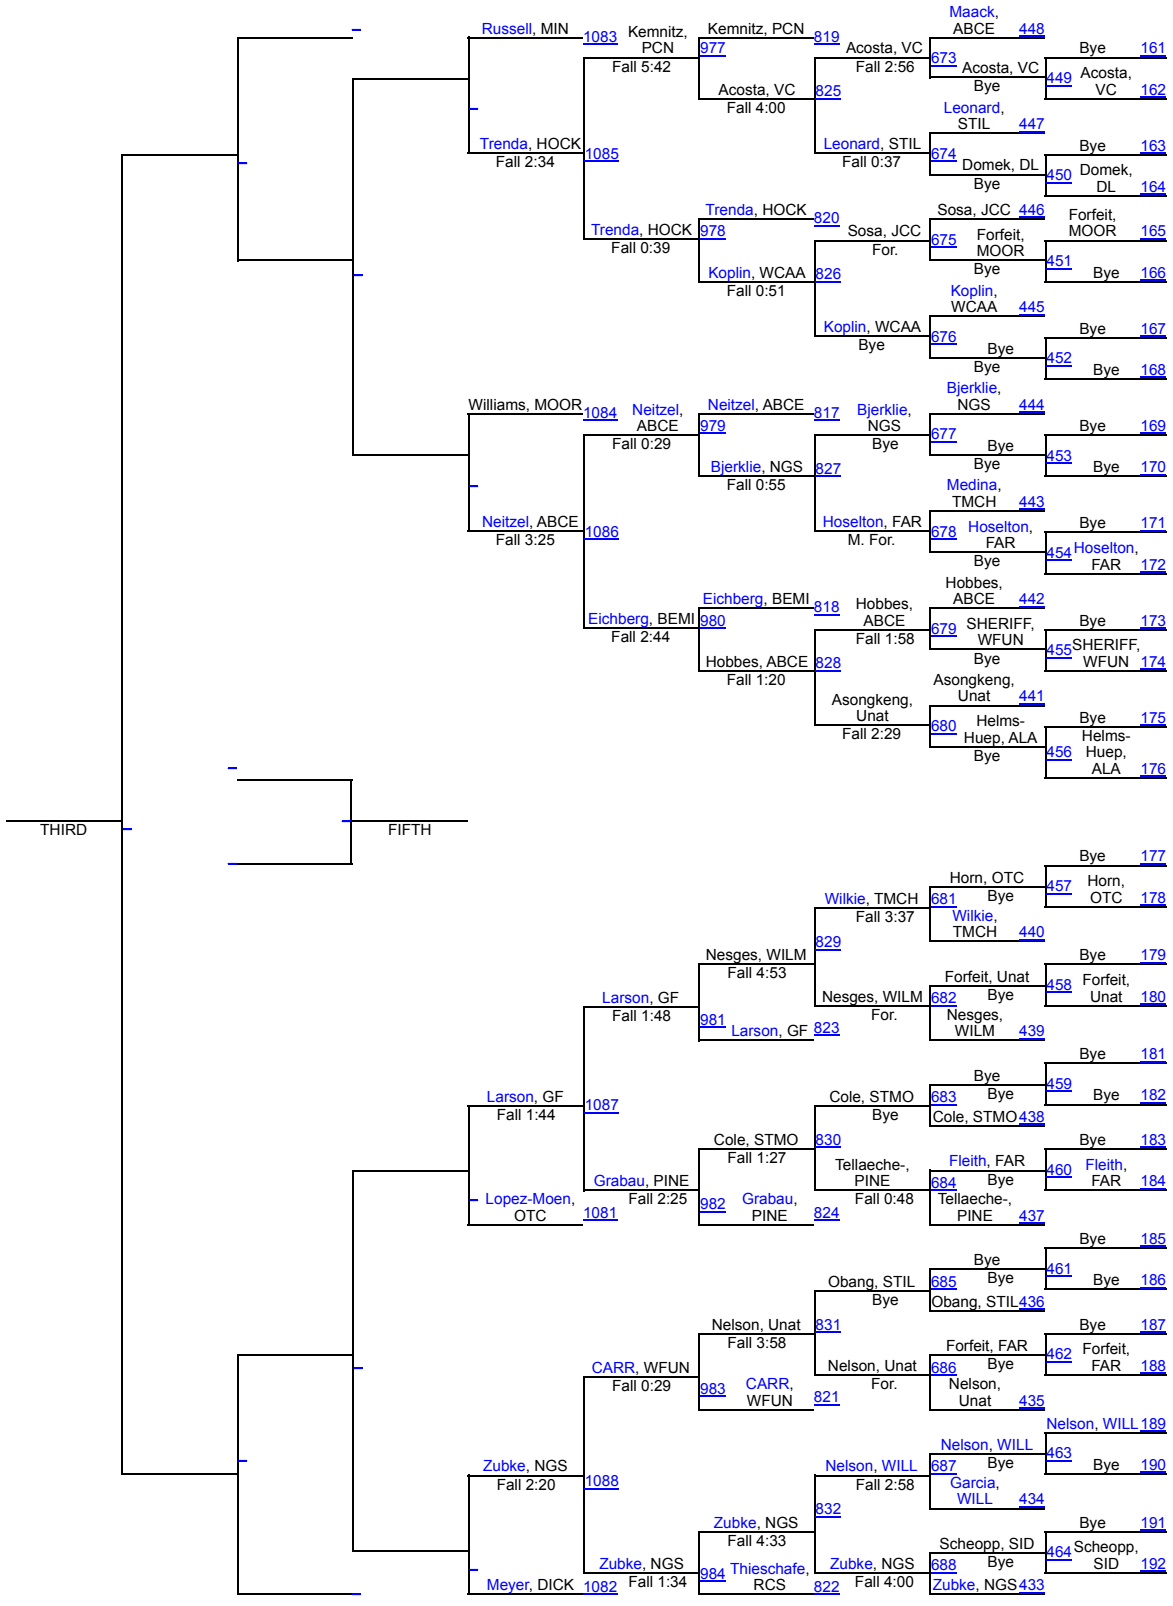 Russell, MIN 1083
Kemnitz, PCN
Fall 5:42
977
Kemnitz, PCN 819
Acosta, VC
Fall 2:56
673
Maack, ABCE 448
Acosta, VC
Bye
449
Bye 161
Acosta, VC 162
Acosta, VC
Fall 4:00
825
Leonard, STIL 447
Leonard, STIL
Fall 0:37
674
Domek, DL
Bye
450
Bye 163
Domek, DL 164
Trenda, HOCK
Fall 2:34
1085
Trenda, HOCK
Fall 0:39
978
Trenda, HOCK 820
Sosa, JCC
For.
675
Sosa, JCC 446
Forfeit, MOOR
Bye
451
Forfeit, MOOR 165
Bye 166
Koplin, WCAA
Fall 0:51
826
Koplin, WCAA 445
Koplin, WCAA
Bye
676
Bye
Bye
452
Bye 167
Bye 168
Williams, MOOR 1084
Neitzel, ABCE
Fall 0:29
979
Neitzel, ABCE 817
Bjerklie, NGS
Bye
677
Bjerklie, NGS 444
Bye
Bye
453
Bye 169
Bye 170
Bjerklie, NGS
Fall 0:55
827
Medina, TMCH 443
Hoselton, FAR
M. For.
678
Hoselton, FAR
Bye
454
Bye 171
Hoselton, FAR 172
Neitzel, ABCE
Fall 3:25
1086
Eichberg, BEMI
Fall 2:44
980
Eichberg, BEMI 818
Hobbes, ABCE
Fall 1:58
679
Hobbes, ABCE 442
SHERIFF, WFUN
Bye
455
Bye 173
SHERIFF, WFUN 174
Hobbes, ABCE
Fall 1:20
828
Asongkeng, Unat 441
Asongkeng, Unat
Fall 2:29
680
Helms-Huep, ALA
Bye
456
Bye 175
Helms-Huep, ALA 176
THIRD
FIFTH
Bye 177
Horn, OTC 178
457
Horn, OTC
Bye
Wilkie, TMCH
Fall 3:37
681
Wilkie, TMCH 440
829
Nesges, WILM
Fall 4:53
Bye 179
Forfeit, Unat 180
458
Forfeit, Unat
Bye
Nesges, WILM
For.
682
Nesges, WILM 439
Larson, GF
Fall 1:48
981
Larson, GF 823
Bye 181
Bye 182
459
Bye
Bye
Cole, STMO
Bye
683
Cole, STMO 438
Larson, GF
Fall 1:44
1087
Cole, STMO
Fall 1:27
830
Bye 183
Fleith, FAR 184
460
Fleith, FAR
Bye
Tellaeche-, PINE
Fall 0:48
684
Tellaeche-, PINE 437
Grabau, PINE
Fall 2:25
982
Grabau, PINE 824
Lopez-Moen, OTC 1081
Bye 185
Bye 186
461
Bye
Bye
Obang, STIL
Bye
685
Obang, STIL 436
Nelson, Unat
Fall 3:58
831
Bye 187
Forfeit, FAR 188
462
Forfeit, FAR
Bye
Nelson, Unat
For.
686
Nelson, Unat 435
CARR, WFUN
Fall 0:29
983
CARR, WFUN 821
Nelson, WILL 189
Bye 190
463
Nelson, WILL
Bye
Nelson, WILL
Fall 2:58
687
Garcia, WILL 434
Zubke, NGS
Fall 2:20
1088
832
Zubke, NGS
Fall 4:33
Bye 191
Scheopp, SID 192
464
Scheopp, SID
Bye
Zubke, NGS
Fall 4:00
688
Zubke, NGS 433
Zubke, NGS
Fall 1:34
984
Thieschafe, RCS 822
Meyer, DICK 1082